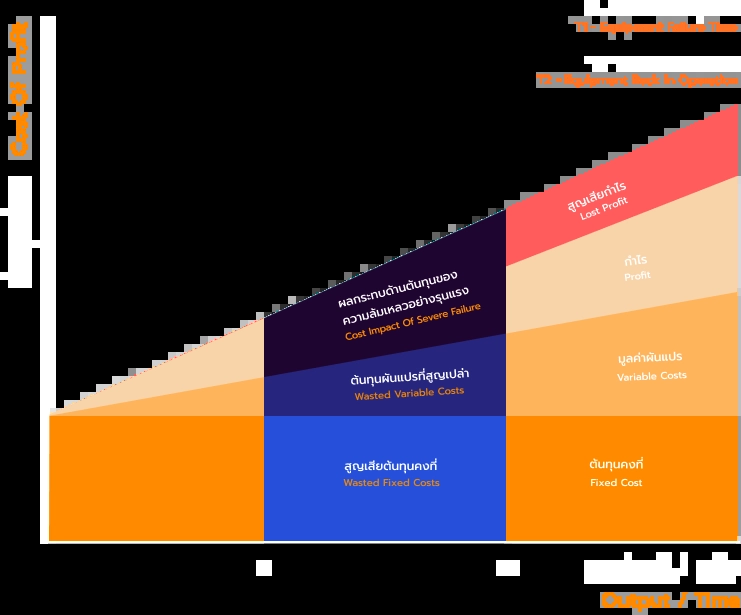 Cost Of Profit
T1 = Equipment Failure Time
T2 = Equipment Back In Operation
สูญเสียกำไร
Lost Profit
กำไร
Profit
ผลกระทบด้านต้นทุนของ
ความล้มเหลวอย่างรุนแรง
Cost Impact Of Severe Failure
ต้นทุนผันแปรที่สูญเปล่า
Wasted Variable Costs
มูลค่าผันแปร
Variable Costs
สูญเสียต้นทุนคงที่
Wasted Fixed Costs
ต้นทุนคงที่
Fixed Cost
Output / Time